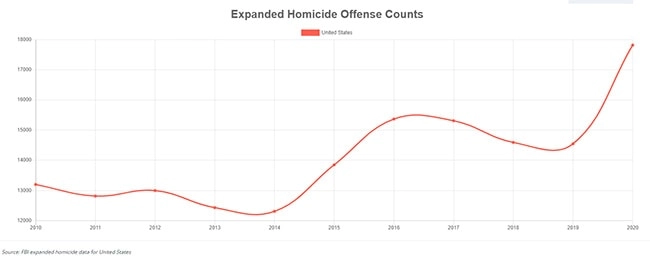 Expanded Homicide Offense Counts
United States
18000
17000
16000
15000
14000
13000
12000
2010 2011 2012 2013 2014 2015 2016 2017 2018 2019 2020
Source: FBI expanded homicide data for United States